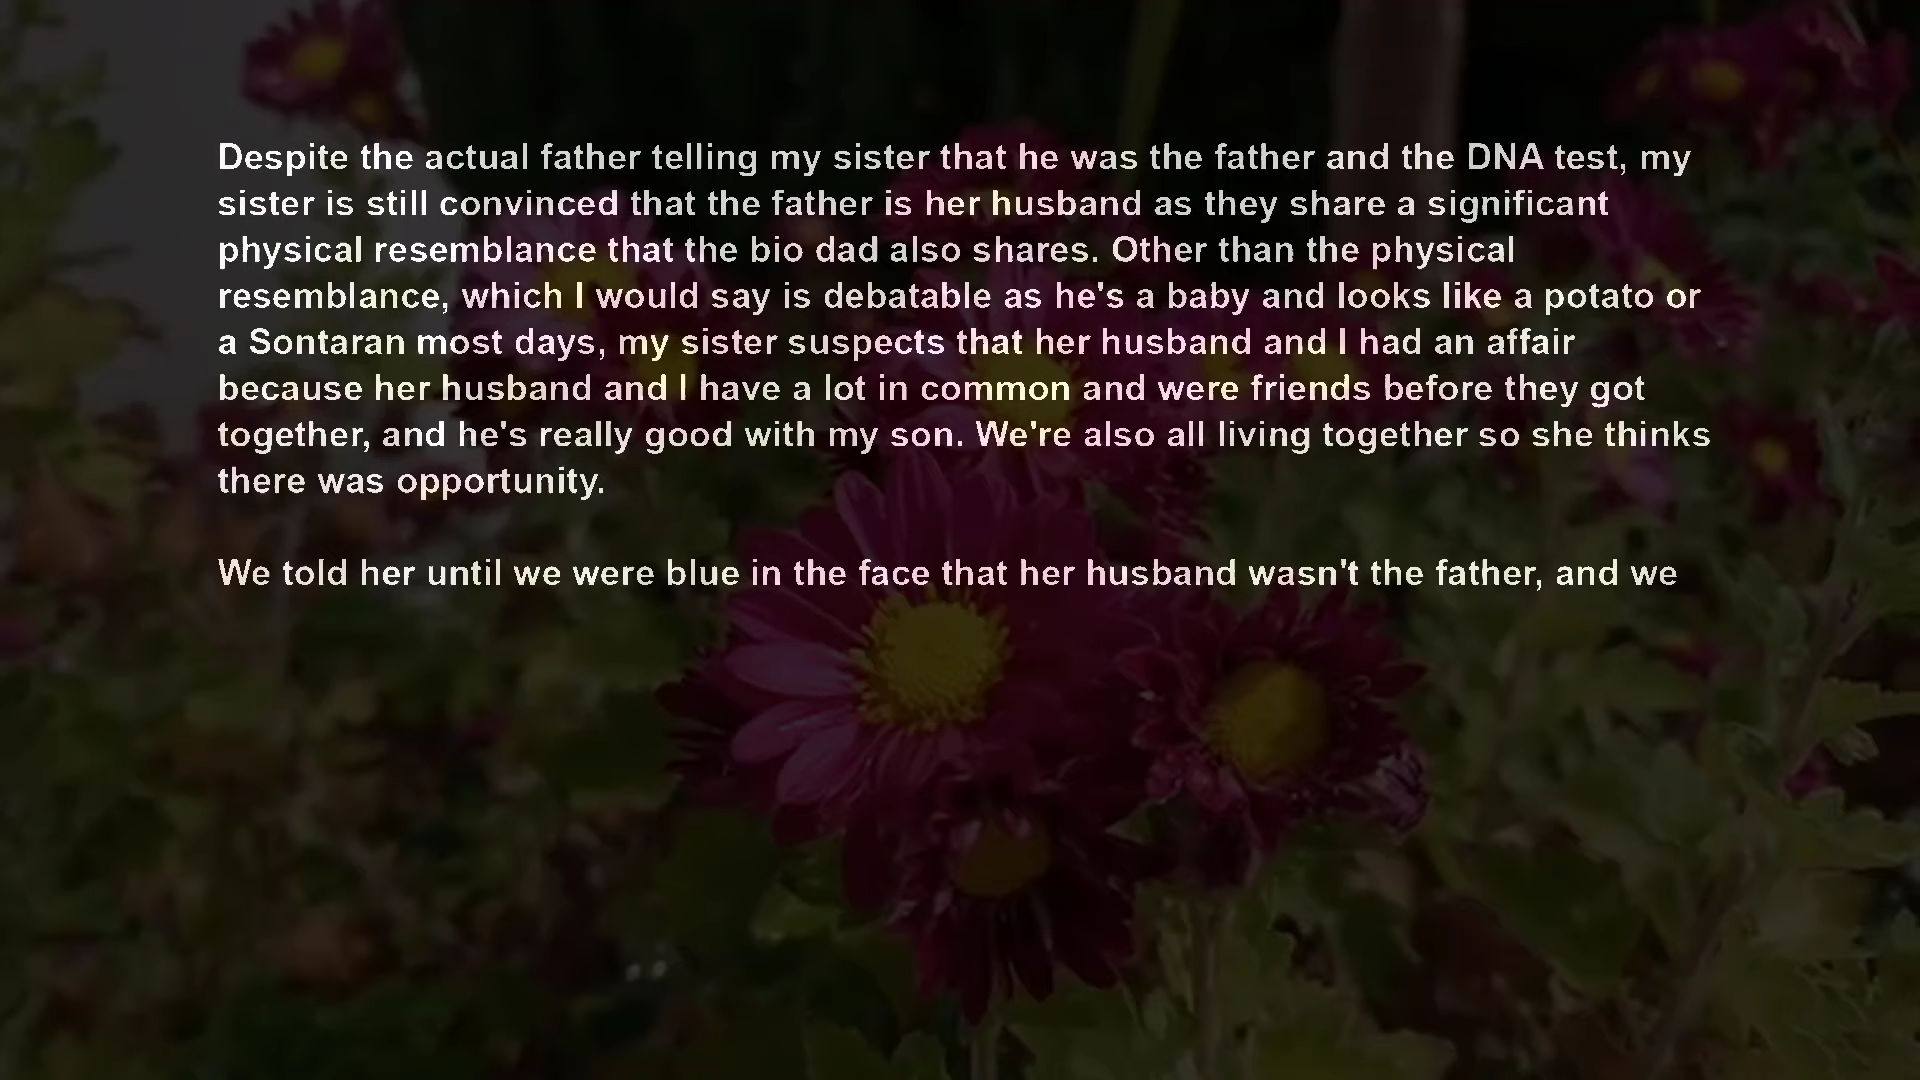 Despite the actual father telling my sister that he was the father and the DNA test, my
sister is still convinced that the father is her husband as they share a significant
physical resemblance that the bio dad also shares. Other than the physical
resemblance, which I would say is debatable as he's a baby and looks like a potato or
a Sontaran most days, my sister suspects that her husband and I had an affair
because her husband and I have a lot in common and were friends before they got
together, and he's really good with my son. We're also all living together so she thinks
there was opportunity.
We told her until we were blue in the face that her husband wasn't the father, and we